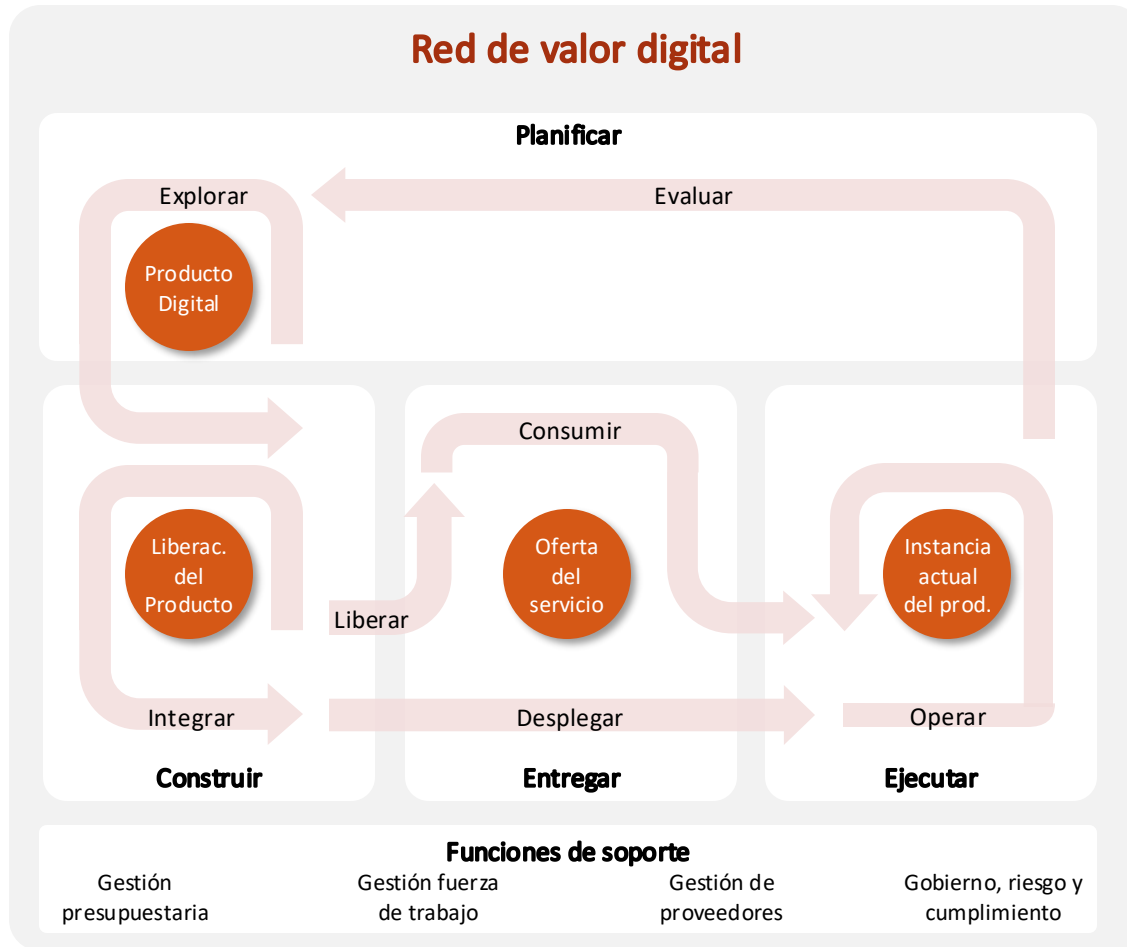 Red de valor digital
Planificar
Explorar
Evaluar
Producto
Digital
Consumir
Liberac.
del
Producto
Oferta
del
servicio
Instancia
actual
del prod.
Liberar
Integrar
Desplegar
Operar
Construir
Entregar
Ejecutar
Funciones de soporte
Gestión
presupuestaria
Gestión fuerza
de trabajo
Gestión de
proveedores
Gobierno, riesgo y
cumplimiento